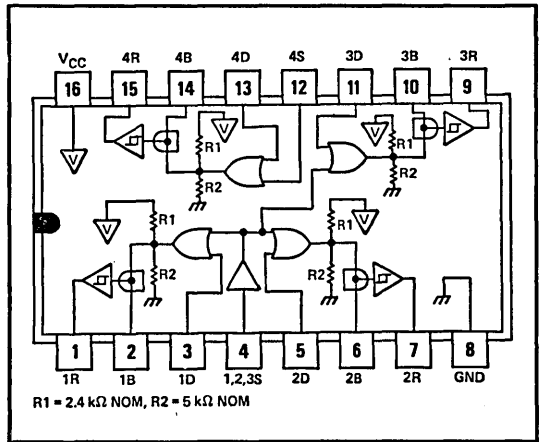 VCC 4R 4B 4D 4S 3D 3B 3R
16 15 14 13 12 11 10 9
V V R1 R1 V
R2 R2
V R1 R1 V
R2 R2
1 2 3 4 5 6 7 8
1R 1B 1D 1,2,3S 2D 2B 2R GND
R1 = 2.4 kΩ NOM, R2 = 5 kΩ NOM